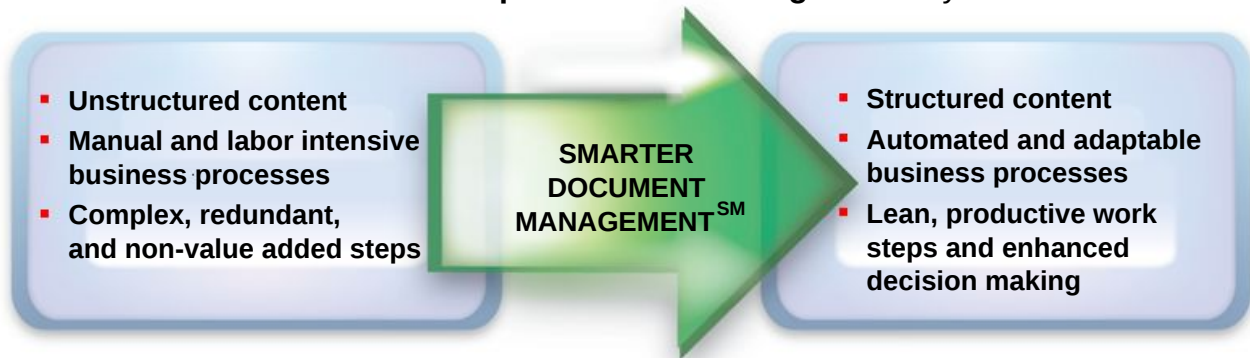 ▪ Unstructured content
▪ Manual and labor intensive
business processes
▪ Complex, redundant,
and non-value added steps
SMARTER
DOCUMENT
MANAGEMENT SM
▪ Structured content
▪ Automated and adaptable
business processes
▪ Lean, productive work
steps and enhanced
decision making